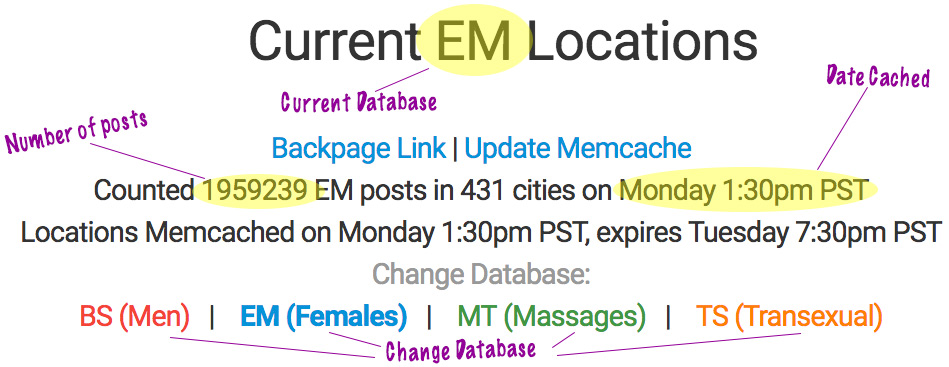 Current EM Locations
Date Cached
Current Database
Number of posts
Backpage Link | Update Memcache
Counted 1959239 EM posts in 431 cities on Monday 1:30pm PST
Locations Memcached on Monday 1:30pm PST, expires Tuesday 7:30pm PST
Change Database:
BS (Men) | EM (Females) | MT (Massages) | TS (Transexual)
Change Database